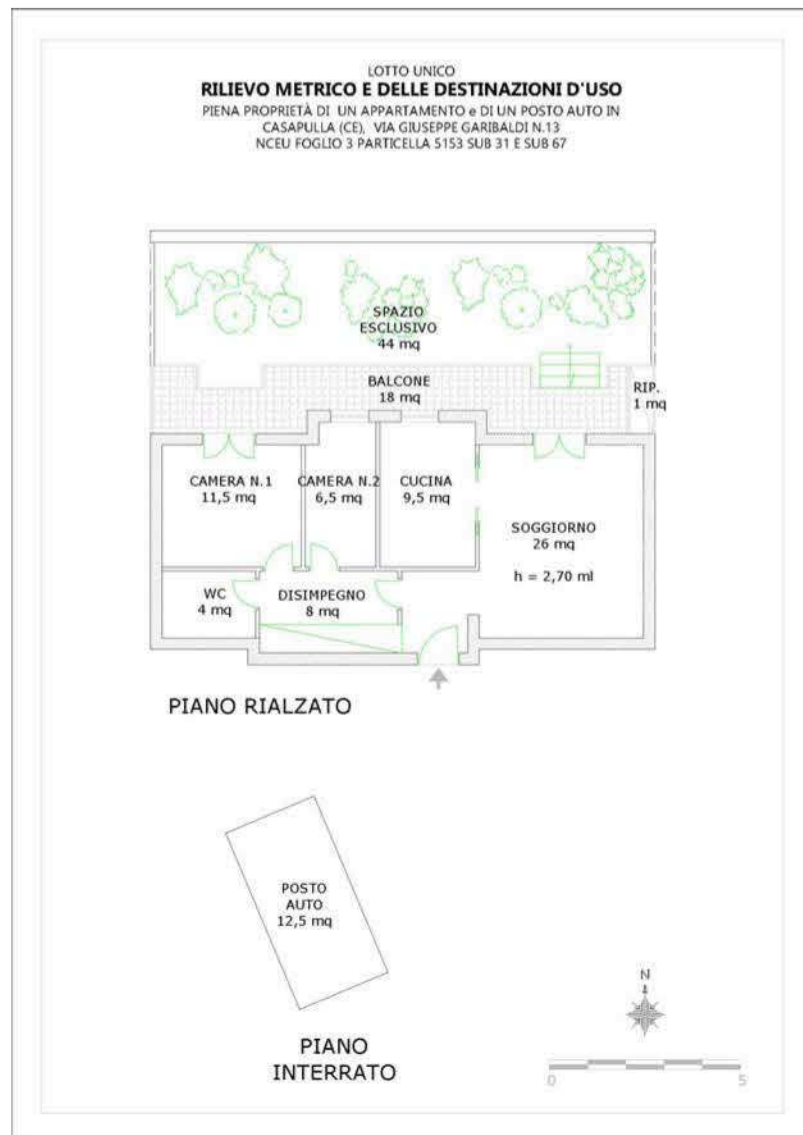 LOTTO UNICO
RILIEVO METRICO E DELLE DESTINAZIONI D'USO
PIENA PROPRIETÀ DI UN APPARTAMENTO e DI UN POSTO AUTO IN
CASAPULLA (CE), VIA GIUSEPPE GARIBALDI N.13
NCEU FOGLIO 3 PARTICELLA 5153 SUB 31 E SUB 67
SPAZIO
ESCLUSIVO
44 mq
BALCONE
18 mq
RIP.
1 mq
CAMERA N.1
11,5 mq
CAMERA N.2
6,5 mq
CUCINA
9,5 mq
SOGGIORNO
26 mq
h = 2,70 ml
WC
4 mq
DISIMPEGNO
8 mq
PIANO RIALZATO
POSTO
AUTO
12,5 mq
PIANO
INTERRATO
N
0 5